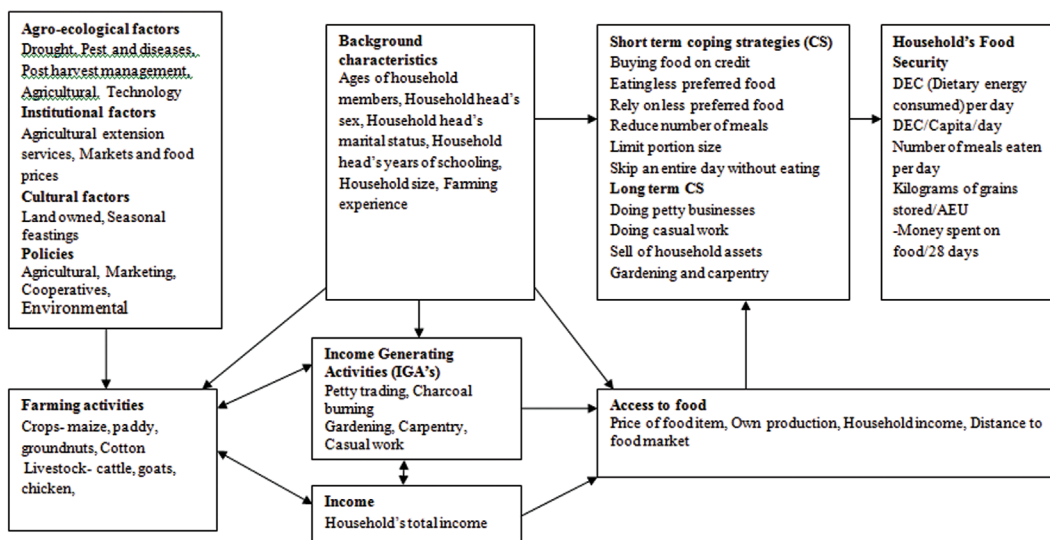 Agro-ecological factors
Drought, Pest and diseases,
Post harvest management,
Agricultural, Technology
Institutional factors
Agricultural extension
services, Markets and food
prices
Cultural factors
Land owned, Seasonal
feastings
Policies
Agricultural, Marketing,
Cooperatives,
Environmental
Background
characteristics
Ages of household
members, Household head's
sex, Household head's
marital status, Household
head's years of schooling,
Household size, Farming
experience
Short term coping strategies (CS)
Buying food on credit
Eating less preferred food
Rely on less preferred food
Reduce number of meals
Limit portion size
Skip an entire day without eating
Long term CS
Doing petty businesses
Doing casual work
Sell of household assets
Gardening and carpentry
Household's Food
Security
DEC (Dietary energy
consumed) per day
DEC/Capita/day
Number of meals eaten
per day
Kilograms of grains
stored/AEU
-Money spent on
food/28 days
Farming activities
Crops- maize, paddy,
groundnuts, Cotton
Livestock- cattle, goats,
chicken,
Income Generating
Activities (IGA's)
Petty trading, Charcoal
burning
Gardening, Carpentry,
Casual work
Income
Household's total income
Access to food
Price of food item, Own production, Household income, Distance to
food market